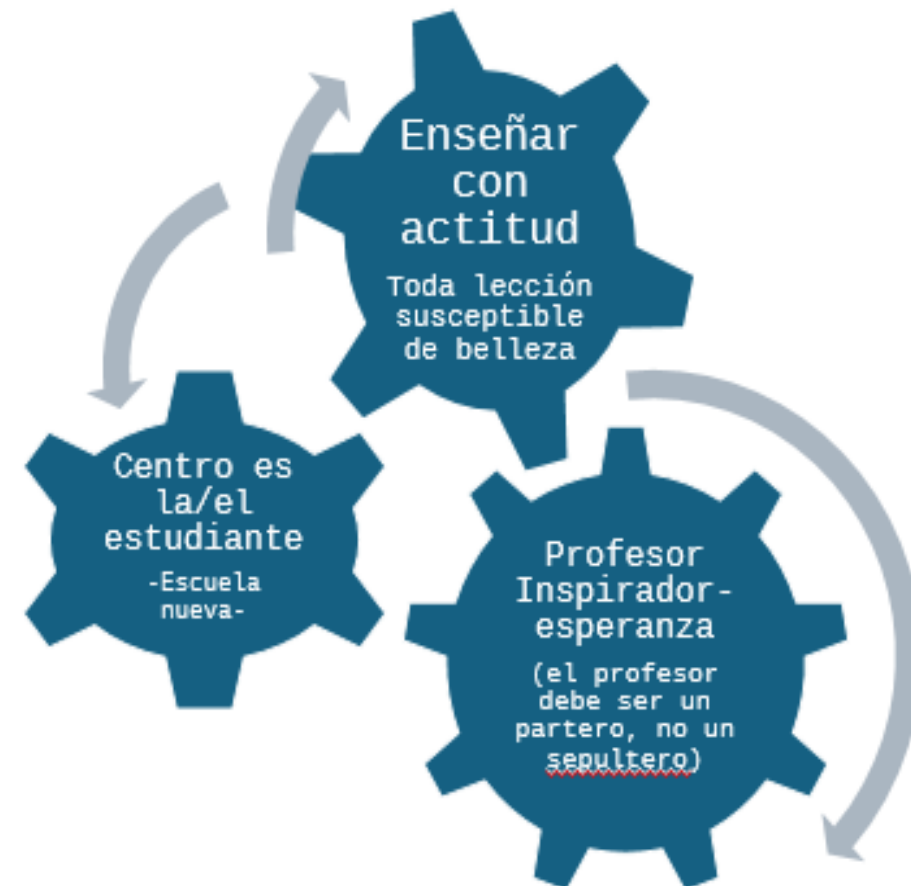 Enseñar
con
actitud
Toda lección
susceptible
de belleza
Centro es
la/el
estudiante
-Escuela
nueva-
Profesor
Inspirador-
esperanza
(el profesor
debe ser un
partero, no un
sepultero)